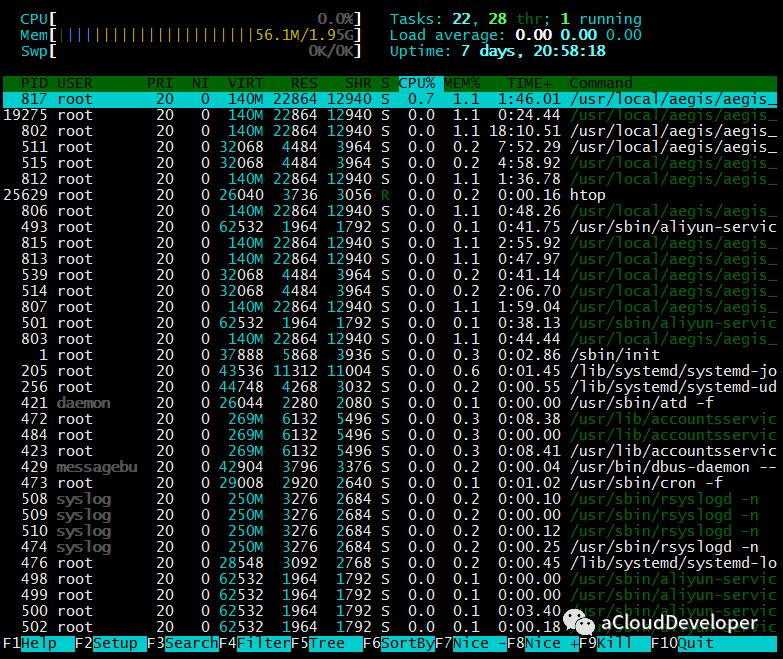 CPU[ 0.0%] Tasks: 22, 28 thr; 1 running
Mem[||||||||||||||||||||||56.1M/1.95G] Load average: 0.00 0.00 0.00
Swp[ 0K/0K] Uptime: 7 days, 20:58:18
PID USER PRI NI VIRT RES SHR S CPU% MEM% TIME+ Command
817 root 20 0 140M 22864 12940 S 0.7 1.1 1:46.01 /usr/local/aegis/aegis_
19275 root 20 0 140M 22864 12940 S 0.0 1.1 0:24.44 /usr/local/aegis/aegis_
802 root 20 0 140M 22864 12940 S 0.0 1.1 18:10.51 /usr/local/aegis/aegis_
511 root 20 0 32068 4484 3964 S 0.0 0.2 7:52.29 /usr/local/aegis/aegis_
515 root 20 0 32068 4484 3964 S 0.0 0.2 4:58.92 /usr/local/aegis/aegis_
812 root 20 0 140M 22864 12940 S 0.0 1.1 1:36.78 /usr/local/aegis/aegis_
25629 root 20 0 26040 3736 3056 R 0.0 0.2 0:00.16 htop
806 root 20 0 140M 22864 12940 S 0.0 1.1 0:48.26 /usr/local/aegis/aegis_
493 root 20 0 62532 1964 1792 S 0.0 0.1 0:41.75 /usr/sbin/aliyun-servic
815 root 20 0 140M 22864 12940 S 0.0 1.1 2:55.92 /usr/local/aegis/aegis_
813 root 20 0 140M 22864 12940 S 0.0 1.1 0:47.97 /usr/local/aegis/aegis_
539 root 20 0 32068 4484 3964 S 0.0 0.2 0:41.14 /usr/local/aegis/aegis_
514 root 20 0 32068 4484 3964 S 0.0 0.2 2:06.70 /usr/local/aegis/aegis_
807 root 20 0 140M 22864 12940 S 0.0 1.1 1:59.04 /usr/local/aegis/aegis_
501 root 20 0 62532 1964 1792 S 0.0 0.1 0:38.13 /usr/sbin/aliyun-servic
803 root 20 0 140M 22864 12940 S 0.0 1.1 0:44.44 /usr/local/aegis/aegis_
1 root 20 0 37888 5868 3936 S 0.0 0.3 0:02.86 /sbin/init
205 root 20 0 43536 11312 11004 S 0.0 0.6 0:01.45 /lib/systemd/systemd-jo
256 root 20 0 44748 4268 3032 S 0.0 0.2 0:00.55 /lib/systemd/systemd-ud
421 daemon 20 0 26044 2280 2080 S 0.0 0.1 0:00.00 /usr/sbin/atd -f
472 root 20 0 269M 6132 5496 S 0.0 0.3 0:08.38 /usr/lib/accountsservic
484 root 20 0 269M 6132 5496 S 0.0 0.3 0:00.00 /usr/lib/accountsservic
423 root 20 0 269M 6132 5496 S 0.0 0.3 0:08.41 /usr/lib/accountsservic
429 messagebu 20 0 42904 3796 3376 S 0.0 0.2 0:00.04 /usr/bin/dbus-daemon --
473 root 20 0 29008 2920 2640 S 0.0 0.1 0:01.02 /usr/sbin/cron -f
508 syslog 20 0 250M 3276 2684 S 0.0 0.2 0:00.10 /usr/sbin/rsyslogd -n
509 syslog 20 0 250M 3276 2684 S 0.0 0.2 0:00.00 /usr/sbin/rsyslogd -n
510 syslog 20 0 250M 3276 2684 S 0.0 0.2 0:00.12 /usr/sbin/rsyslogd -n
474 syslog 20 0 250M 3276 2684 S 0.0 0.2 0:00.25 /usr/sbin/rsyslogd -n
476 root 20 0 28548 3092 2768 S 0.0 0.2 0:00.45 /lib/systemd/systemd-lo
498 root 20 0 62532 1964 1792 S 0.0 0.1 0:00.00 /usr/sbin/aliyun-servic
499 root 20 0 62532 1964 1792 S 0.0 0.1 0:00.00 /usr/sbin/aliyun-servic
500 root 20 0 62532 1964 1792 S 0.0 0.1 0:03.40 /usr/sbin/aliyun-servic
502 root 20 0 62532 1964 1792 S 0.0 0.1 0:00.18 /usr/sbin/aliyun-servic
aCloudDeveloper
F1Help F2Setup F3SearchF4FilterF5Tree F6SortByF7Nice -F8Nice +F9Kill F10Quit